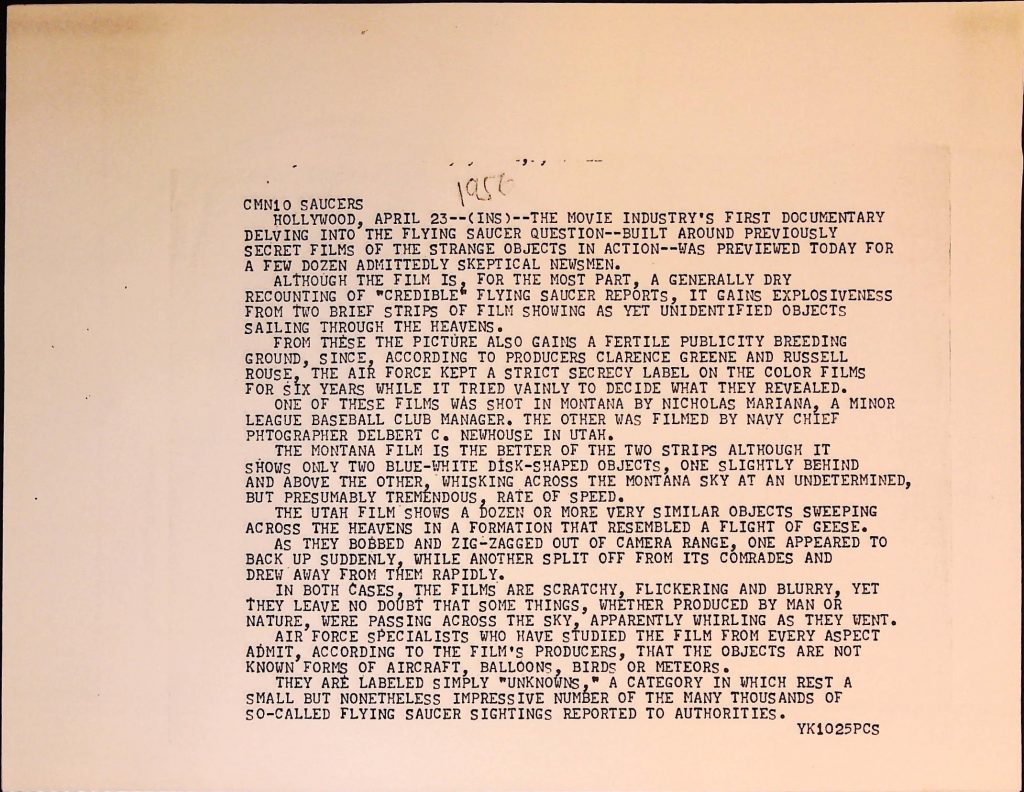 1956
CMN10 SAUCERS
HOLLYWOOD, APRIL 23--(INS)--THE MOVIE INDUSTRY'S FIRST DOCUMENTARY
DELVING INTO THE FLYING SAUCER QUESTION--BUILT AROUND PREVIOUSLY
SECRET FILMS OF THE STRANGE OBJECTS IN ACTION--WAS PREVIEWED TODAY FOR
A FEW DOZEN ADMITTEDLY SKEPTICAL NEWSMEN.
ALTHOUGH THE FILM IS, FOR THE MOST PART, A GENERALLY DRY
RECOUNTING OF "CREDIBLE" FLYING SAUCER REPORTS, IT GAINS EXPLOSIVENESS
FROM TWO BRIEF STRIPS OF FILM SHOWING AS YET UNIDENTIFIED OBJECTS
SAILING THROUGH THE HEAVENS.
FROM THESE THE PICTURE ALSO GAINS A FERTILE PUBLICITY BREEDING
GROUND, SINCE, ACCORDING TO PRODUCERS CLARENCE GREENE AND RUSSELL
ROUSE, THE AIR FORCE KEPT A STRICT SECRECY LABEL ON THE COLOR FILMS
FOR SIX YEARS WHILE IT TRIED VAINLY TO DECIDE WHAT THEY REVEALED.
ONE OF THESE FILMS WAS SHOT IN MONTANA BY NICHOLAS MARIANA, A MINOR
LEAGUE BASEBALL CLUB MANAGER. THE OTHER WAS FILMED BY NAVY CHIEF
PHTOGRAPHER DELBERT C. NEWHOUSE IN UTAH.
THE MONTANA FILM IS THE BETTER OF THE TWO STRIPS ALTHOUGH IT
SHOWS ONLY TWO BLUE-WHITE DISK-SHAPED OBJECTS, ONE SLIGHTLY BEHIND
AND ABOVE THE OTHER, WHISKING ACROSS THE MONTANA SKY AT AN UNDETERMINED,
BUT PRESUMABLY TREMENDOUS, RATE OF SPEED.
THE UTAH FILM SHOWS A DOZEN OR MORE VERY SIMILAR OBJECTS SWEEPING
ACROSS THE HEAVENS IN A FORMATION THAT RESEMBLED A FLIGHT OF GEESE.
AS THEY BOBBED AND ZIG-ZAGGED OUT OF CAMERA RANGE, ONE APPEARED TO
BACK UP SUDDENLY, WHILE ANOTHER SPLIT OFF FROM ITS COMRADES AND
DREW AWAY FROM THEM RAPIDLY.
IN BOTH CASES, THE FILMS ARE SCRATCHY, FLICKERING AND BLURRY, YET
THEY LEAVE NO DOUBT THAT SOME THINGS, WHETHER PRODUCED BY MAN OR
NATURE, WERE PASSING ACROSS THE SKY, APPARENTLY WHIRLING AS THEY WENT.
AIR FORCE SPECIALISTS WHO HAVE STUDIED THE FILM FROM EVERY ASPECT
ADMIT, ACCORDING TO THE FILM'S PRODUCERS, THAT THE OBJECTS ARE NOT
KNOWN FORMS OF AIRCRAFT, BALLOONS, BIRDS OR METEORS.
THEY ARE LABELED SIMPLY "UNKNOWNS," A CATEGORY IN WHICH REST A
SMALL BUT NONETHELESS IMPRESSIVE NUMBER OF THE MANY THOUSANDS OF
SO-CALLED FLYING SAUCER SIGHTINGS REPORTED TO AUTHORITIES.
YK1025PCS